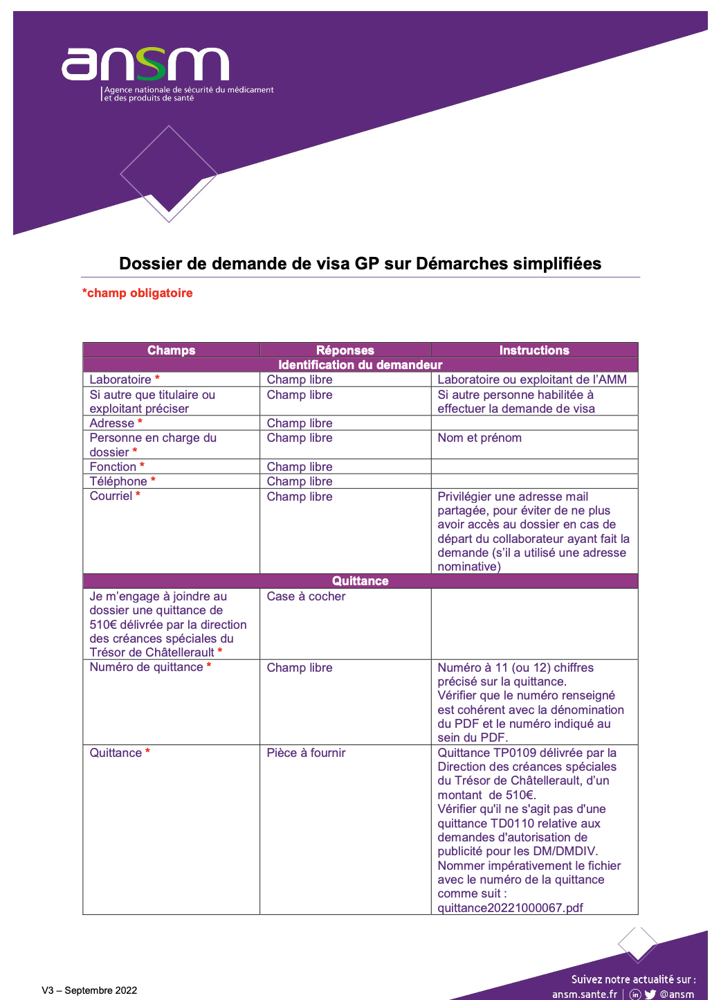 ansm
Agence nationale de sécurité du médicament
et des produits de santé
Dossier de demande de visa GP sur Démarches simplifiées
*champ obligatoire
Champs Réponses Instructions
Identification du demandeur
Laboratoire * Champ libre Laboratoire ou exploitant de l’AMM
Si autre que titulaire ou Champ libre Si autre personne habilitée à
exploitant préciser effectuer la demande de visa
Adresse * Champ libre
Personne en charge du Champ libre Nom et prénom
dossier *
Fonction * Champ libre
Téléphone * Champ libre
Courriel * Champ libre Privilégier une adresse mail
partagée, pour éviter de ne plus
avoir accès au dossier en cas de
départ du collaborateur ayant fait la
demande (s’il a utilisé une adresse
nominative)
Quittance
Je m’engage à joindre au Case à cocher
dossier une quittance de
510€ délivrée par la direction
des créances spéciales du
Trésor de Châtellerault *
Numéro de quittance * Champ libre Numéro à 11 (ou 12) chiffres
précisé sur la quittance.
Vérifier que le numéro renseigné
est cohérent avec la dénomination
du PDF et le numéro indiqué au
sein du PDF.
Quittance * Pièce à fournir Quittance TP0109 délivrée par la
Direction des créances spéciales
du Trésor de Châtellerault, d’un
montant  de 510€.
Vérifier qu'il ne s'agit pas d'une
quittance TD0110 relative aux
demandes d'autorisation de
publicité pour les DM/DMDIV.
Nommer impérativement le fichier
avec le numéro de la quittance
comme suit :
quittance20221000067.pdf
V3 – Septembre 2022
Suivez notre actualité sur :
ansm.sante.fr | in @ansm